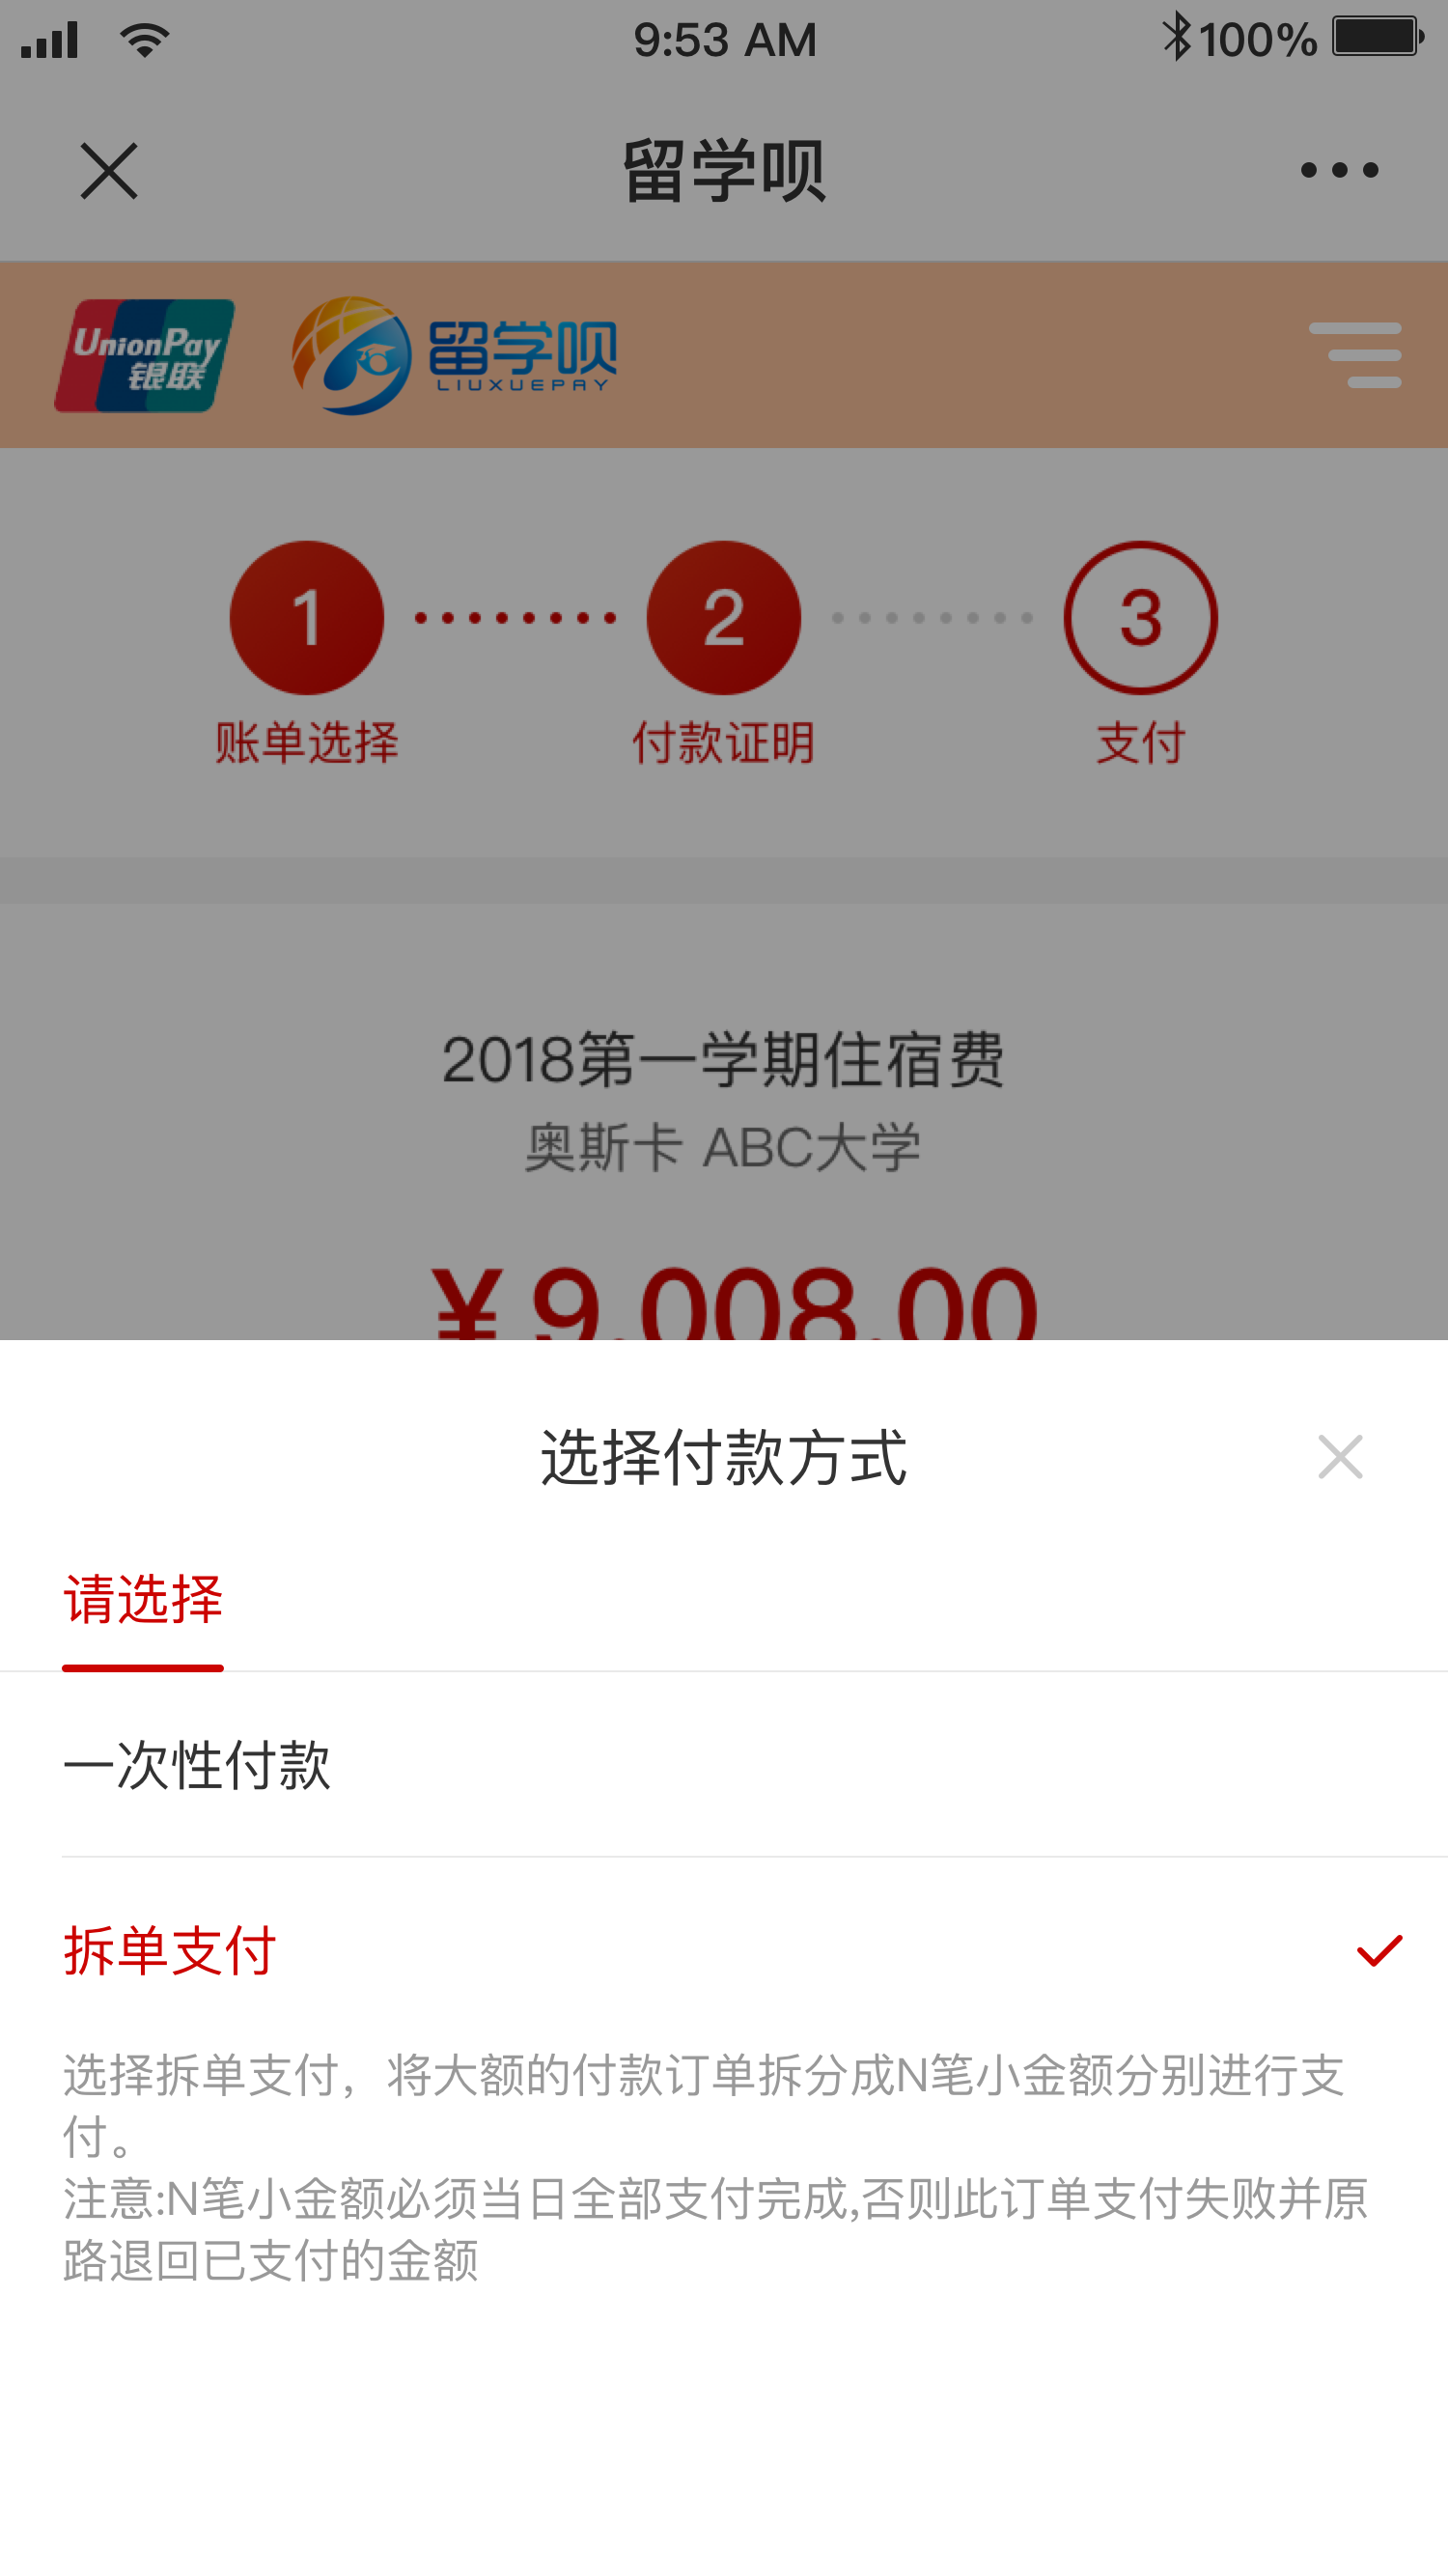 9:53 AM
100%
留学呗
UnionPay
银联
留学呗
LIUXUEPAY
1
2
3
账单选择
付款证明
支付
2018第一学期住宿费
奥斯卡 ABC大学
¥ 9,008.00
选择付款方式
请选择
一次性付款
拆单支付
选择拆单支付，将大额的付款订单拆分成N笔小金额分别进行支
付。
注意:N笔小金额必须当日全部支付完成,否则此订单支付失败并原
路退回已支付的金额